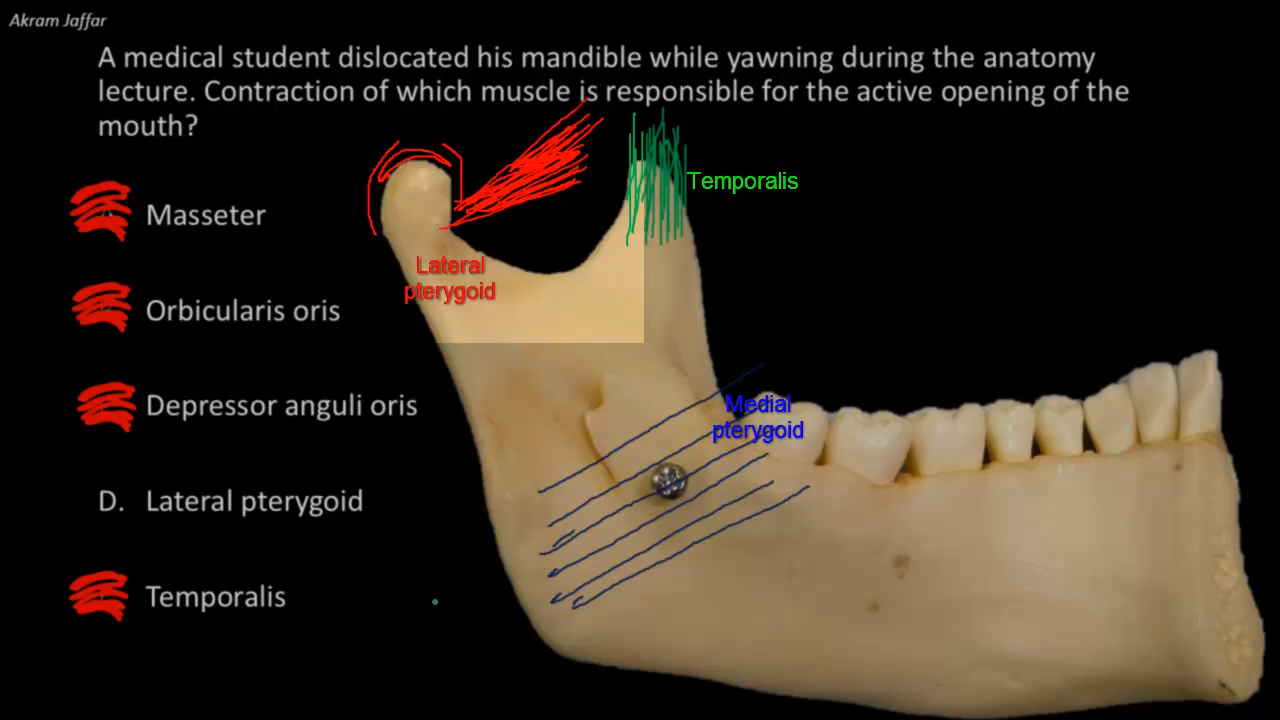 Akram Jaffar
A medical student dislocated his mandible while yawning during the anatomy
lecture. Contraction of which muscle is responsible for the active opening of the
mouth?
Masseter
Orbicularis oris
Depressor anguli oris
D. Lateral pterygoid
Temporalis
Temporalis
Lateral
pterygoid
Medial
pterygoid